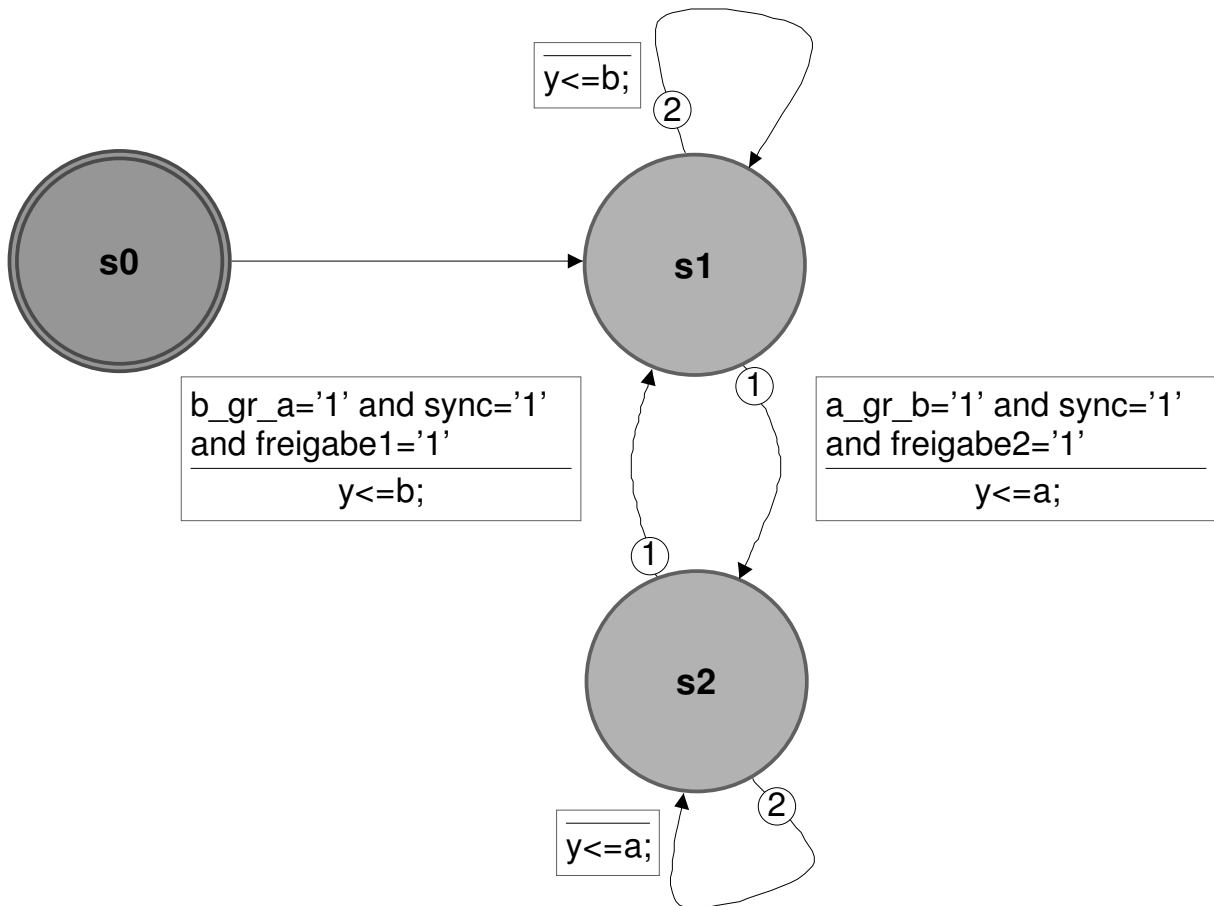 y<=b;
2
s0
s1
1
b_gr_a='1' and sync='1'
and freigabe1='1'
y<=b;
a_gr_b='1' and sync='1'
and freigabe2='1'
y<=a;
1
s2
2
y<=a;